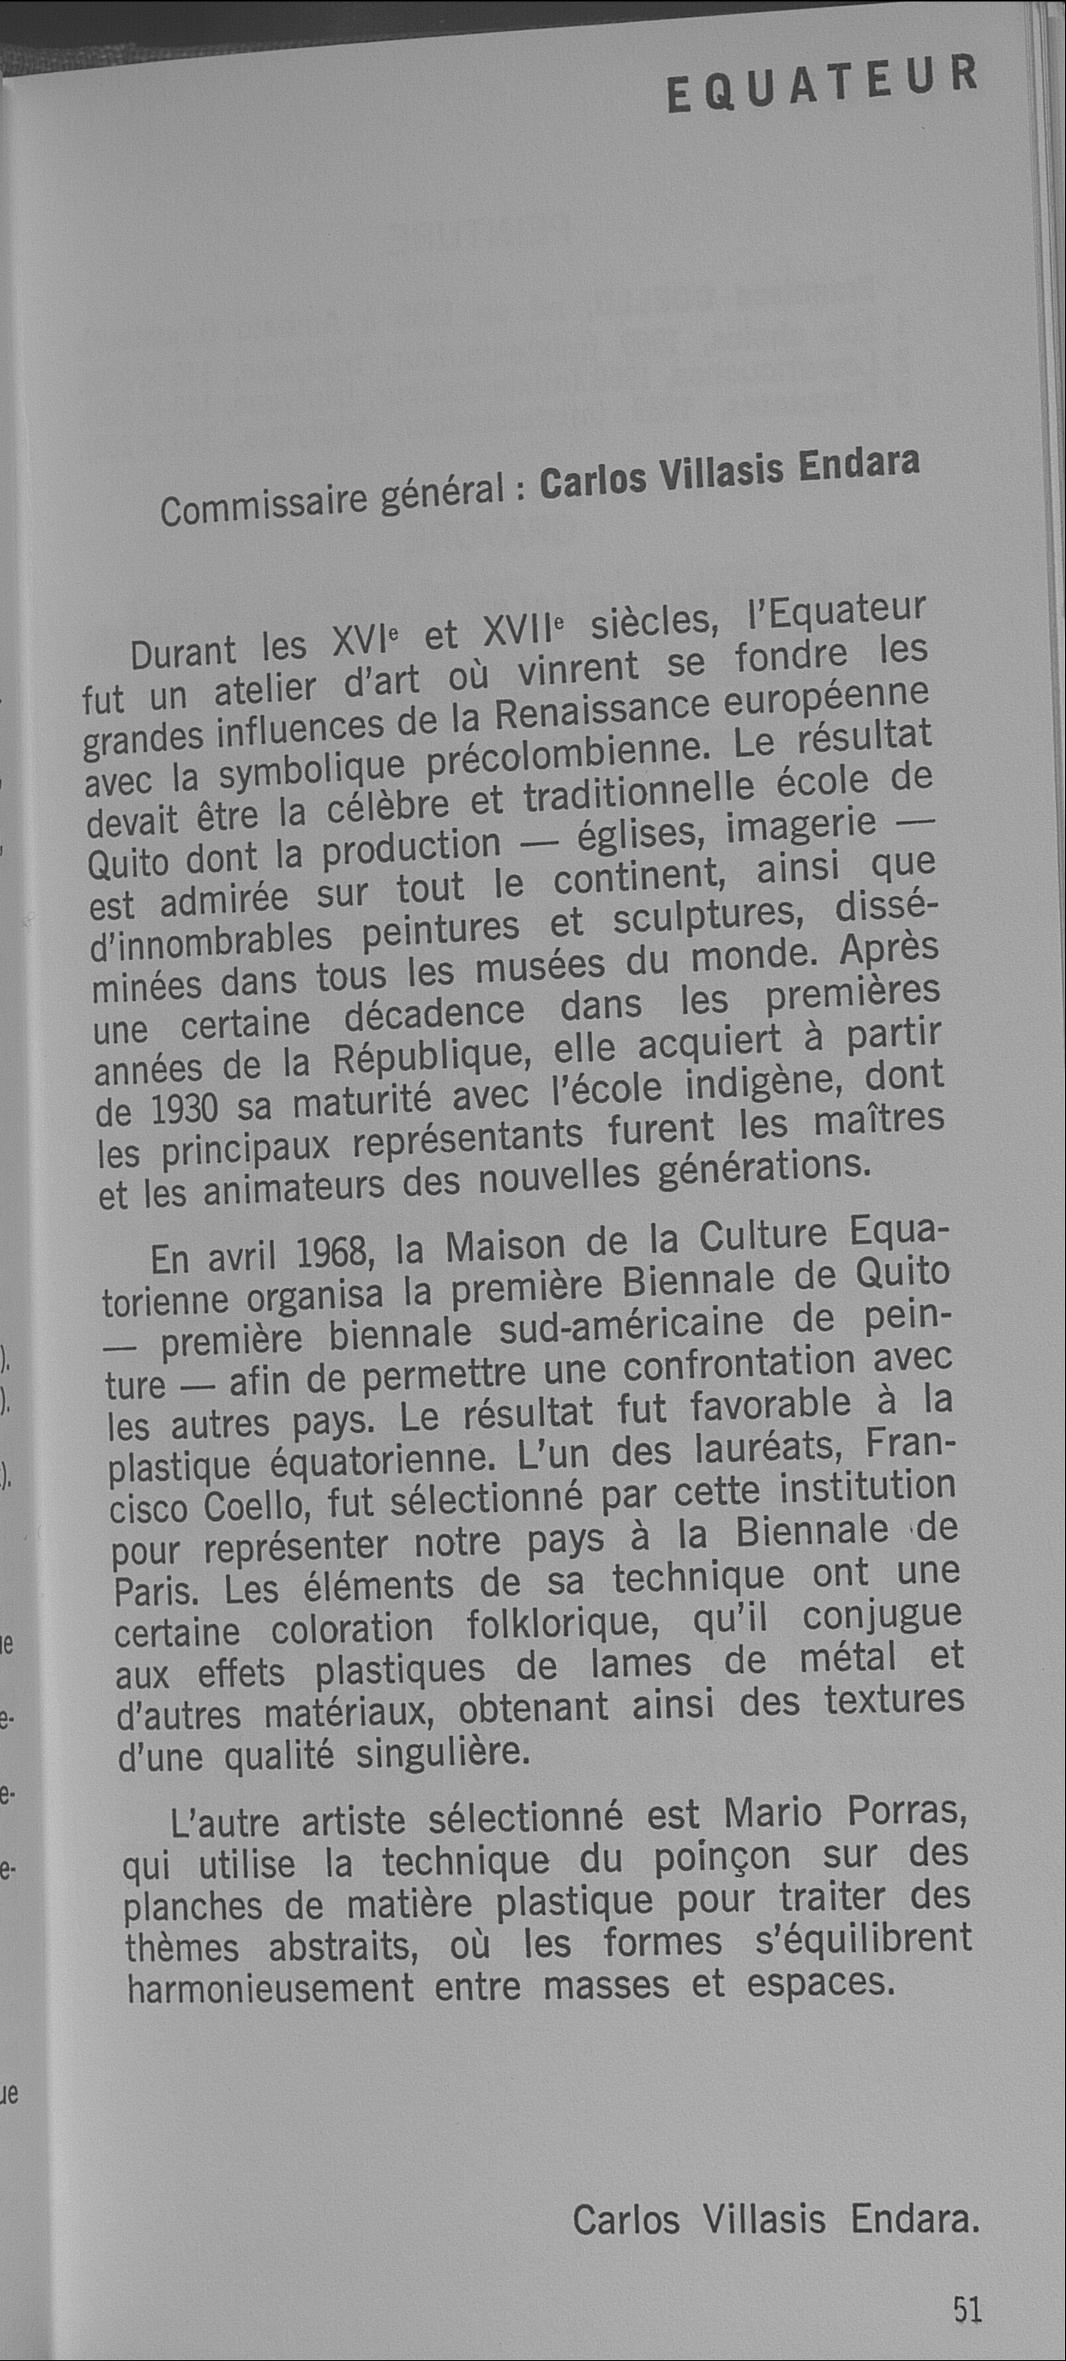 EQUATEUR
Commissaire général : Carlos Villasis Endara
Durant les XVIe et XVIIe siècles, l'Equateur
fut un atelier d'art où vinrent se fondre les
grandes influences de la Renaissance européenne
avec la symbolique précolombienne. Le résultat
devait être la célèbre et traditionnelle école de
Quito dont la production — églises, imagerie —
est admirée sur tout le continent, ainsi que
d'innombrables peintures et sculptures, dissé-
minées dans tous les musées du monde. Après
une certaine décadence dans les premières
années de la République, elle acquiert à partir
de 1930 sa maturité avec l'école indigène, dont
les principaux représentants furent les maîtres
et les animateurs des nouvelles générations.
En avril 1968, la Maison de la Culture Equa-
torienne organisa la première Biennale de Quito
— première biennale sud-américaine de pein-
ture — afin de permettre une confrontation avec
les autres pays. Le résultat fut favorable à la
plastique équatorienne. L'un des lauréats, Fran-
cisco Coello, fut sélectionné par cette institution
pour représenter notre pays à la Biennale de
Paris. Les éléments de sa technique ont une
certaine coloration folklorique, qu'il conjugue
aux effets plastiques de lames de métal et
d'autres matériaux, obtenant ainsi des textures
d'une qualité singulière.
L'autre artiste sélectionné est Mario Porras,
qui utilise la technique du poinçon sur des
planches de matière plastique pour traiter des
thèmes abstraits, où les formes s'équilibrent
harmonieusement entre masses et espaces.
Carlos Villasis Endara.
51